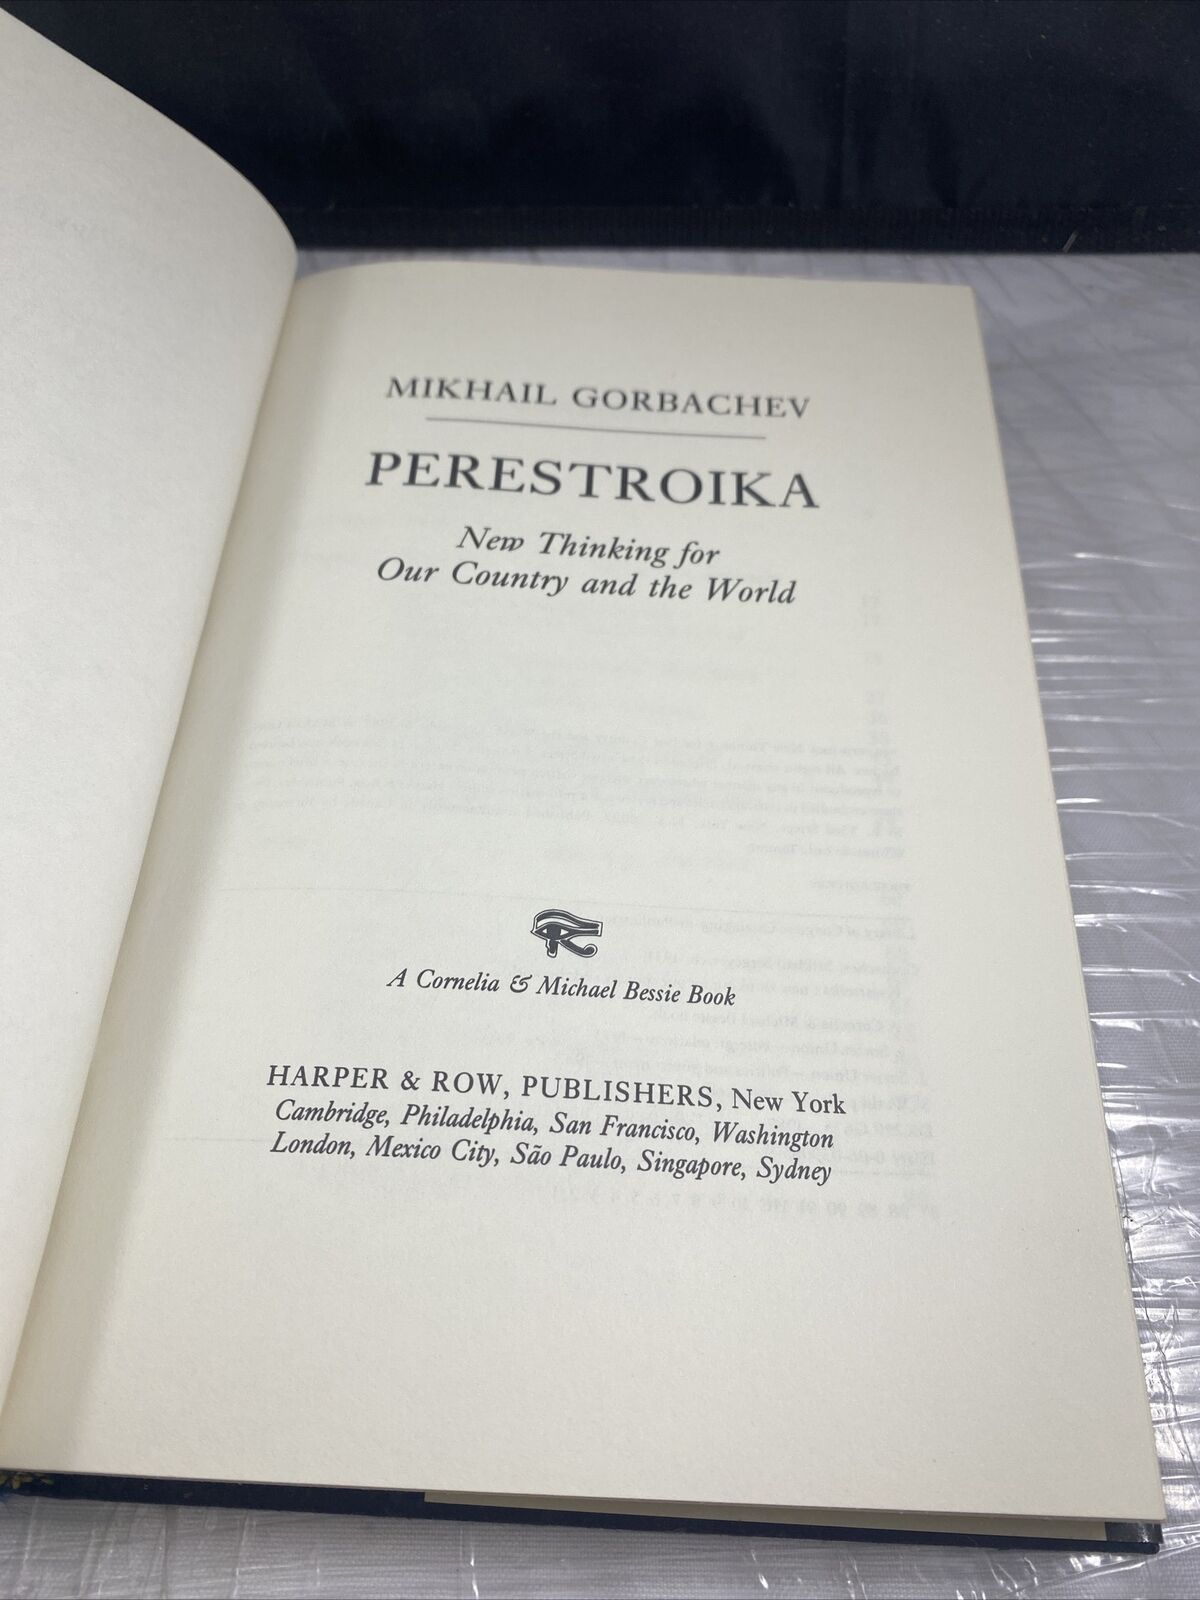 MIKHAIL GORBACHEV
PERESTROIKA
New Thinking for
Our Country and the World
A Cornelia & Michael Bessie Book
HARPER & ROW, PUBLISHERS, New York
Cambridge, Philadelphia, San Francisco, Washington
London, Mexico City, São Paulo, Singapore, Sydney